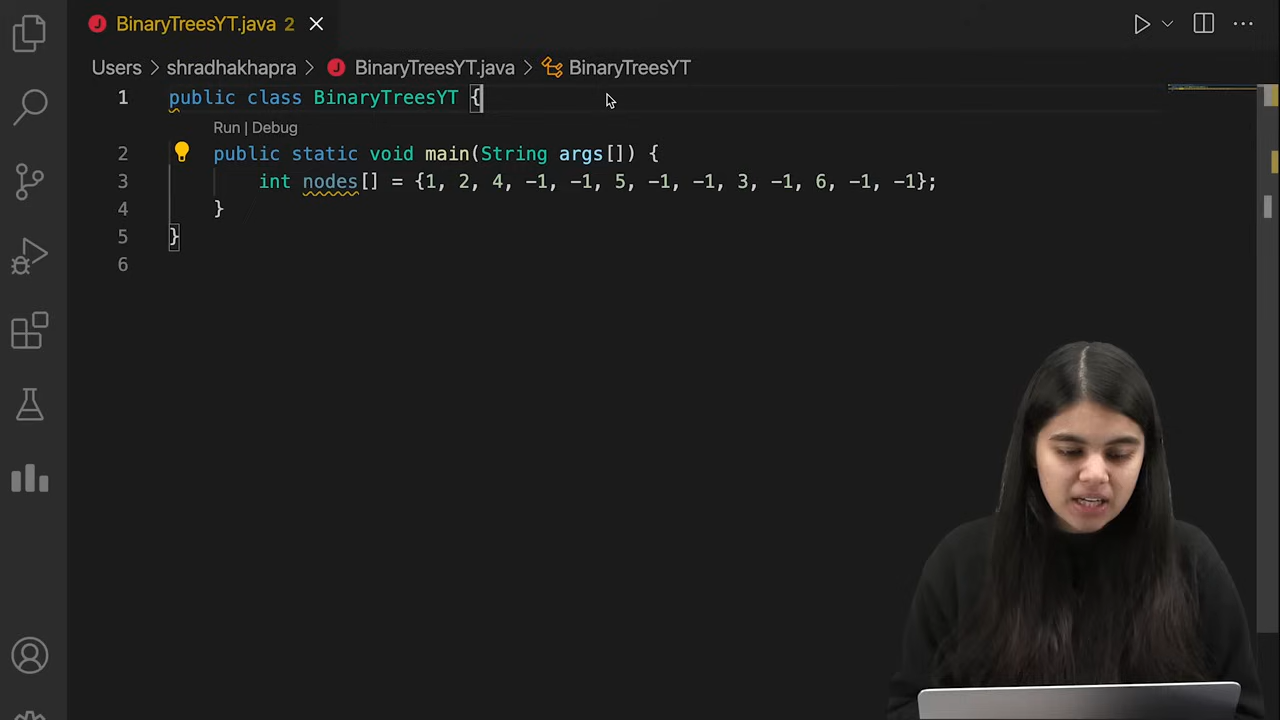 BinaryTreesYT.java 2
Users > shradhakhapra > BinaryTreesYT.java > BinaryTreesYT
1 public class BinaryTreesYT {
Run | Debug
2 public static void main(String args[]) {
3 int nodes[] = {1, 2, 4, -1, -1, 5, -1, -1, 3, -1, 6, -1, -1};
4 }
5 }
6